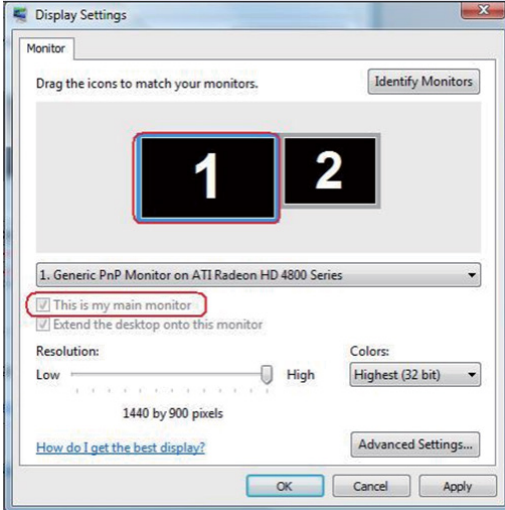 Display Settings
Monitor
Drag the icons to match your monitors.
Identify Monitors
1 2
1. Generic PnP Monitor on ATI Radeon HD 4800 Series
This is my main monitor
Extend the desktop onto this monitor
Resolution:
Colors:
Low High
Highest (32 bit)
1440 by 900 pixels
How do I get the best display?
Advanced Settings...
OK Cancel Apply